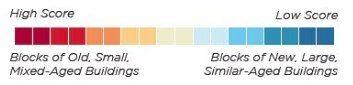 High Score
Low Score
Blocks of Old, Small,
Mixed-Aged Buildings
Blocks of New, Large,
Similar-Aged Buildings